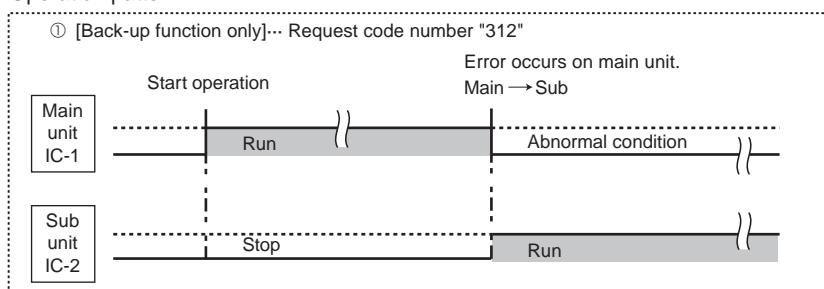 ① [Back-up function only]··· Request code number "312"
Error occurs on main unit.
Start operation
Main → Sub
Main
unit
IC-1
Run
Abnormal condition
Sub
unit
IC-2
Stop
Run